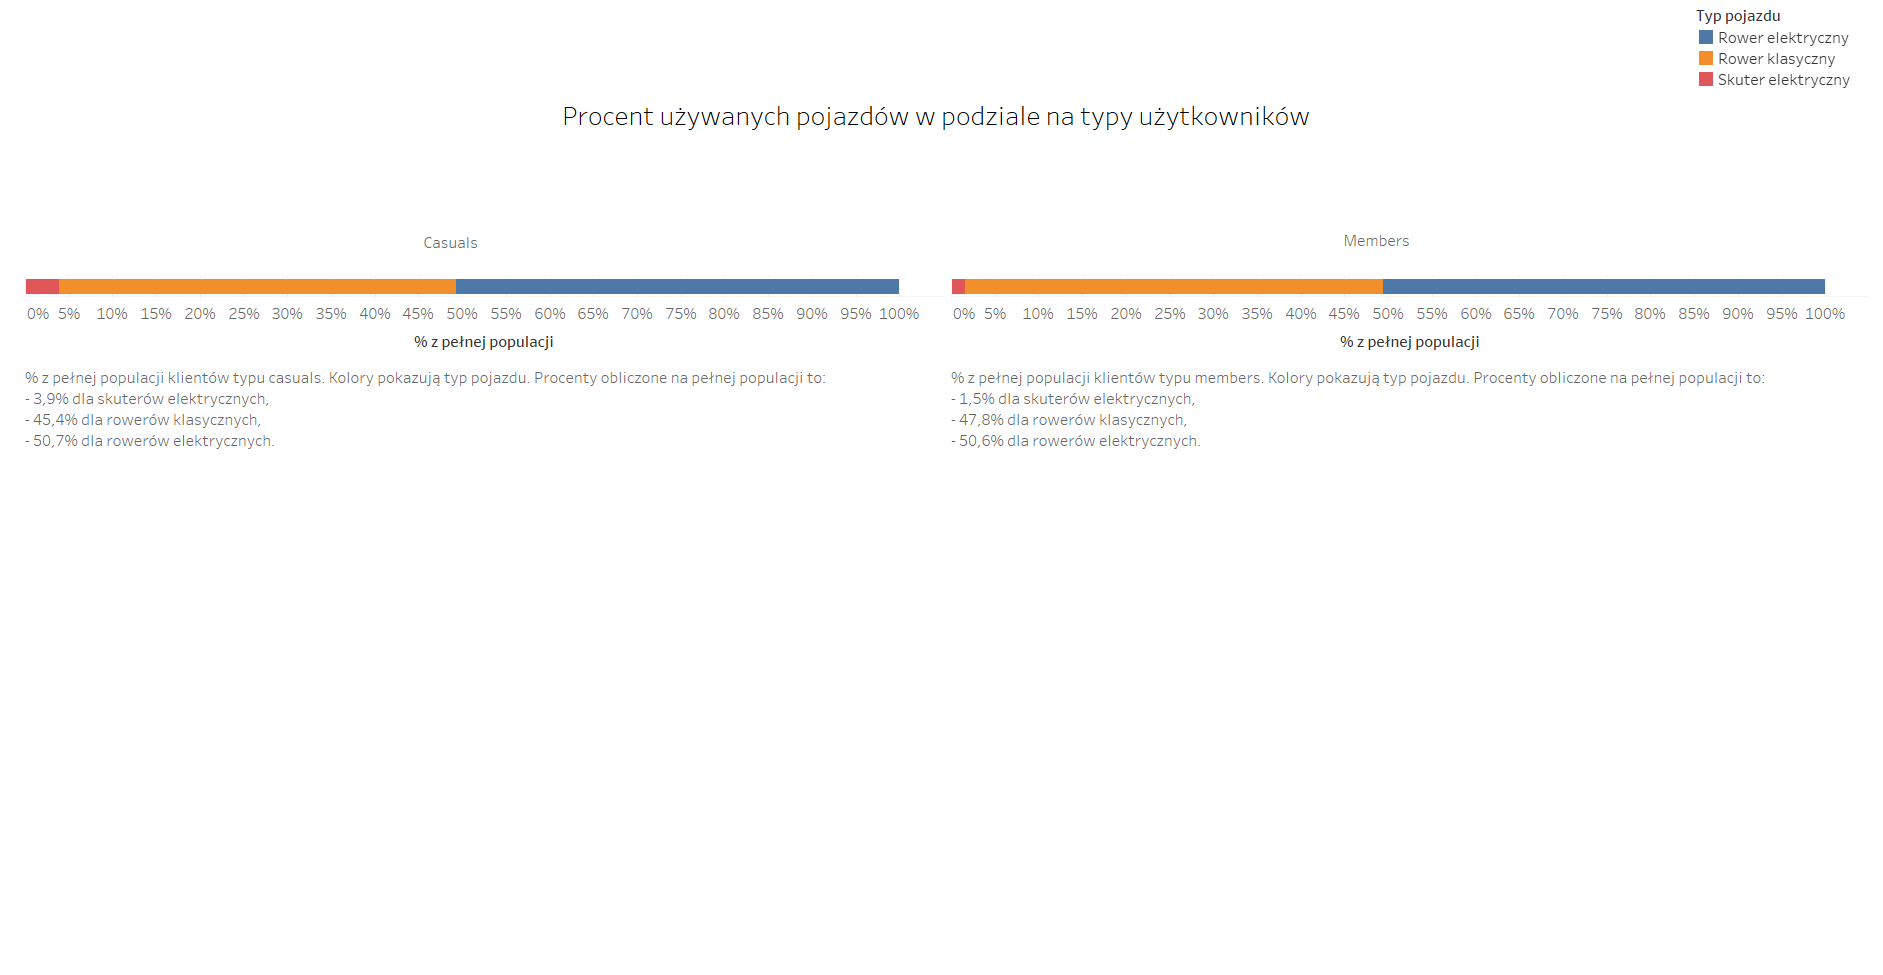 Typ pojazdu
Rower elektryczny
Rower klasyczny
Skuter elektryczny
Procent używanych pojazdów w podziale na typy użytkowników
Casuals
0% 5% 10% 15% 20% 25% 30% 35% 40% 45% 50% 55% 60% 65% 70% 75% 80% 85% 90% 95% 100%
% z pełnej populacji
% z pełnej populacji klientów typu casuals. Kolory pokazują typ pojazdu. Procenty obliczone na pełnej populacji to:
- 3,9% dla skuterów elektrycznych,
- 45,4% dla rowerów klasycznych,
- 50,7% dla rowerów elektrycznych.
Members
0% 5% 10% 15% 20% 25% 30% 35% 40% 45% 50% 55% 60% 65% 70% 75% 80% 85% 90% 95% 100%
% z pełnej populacji
% z pełnej populacji klientów typu members. Kolory pokazują typ pojazdu. Procenty obliczone na pełnej populacji to:
- 1,5% dla skuterów elektrycznych,
- 47,8% dla rowerów klasycznych,
- 50,6% dla rowerów elektrycznych.